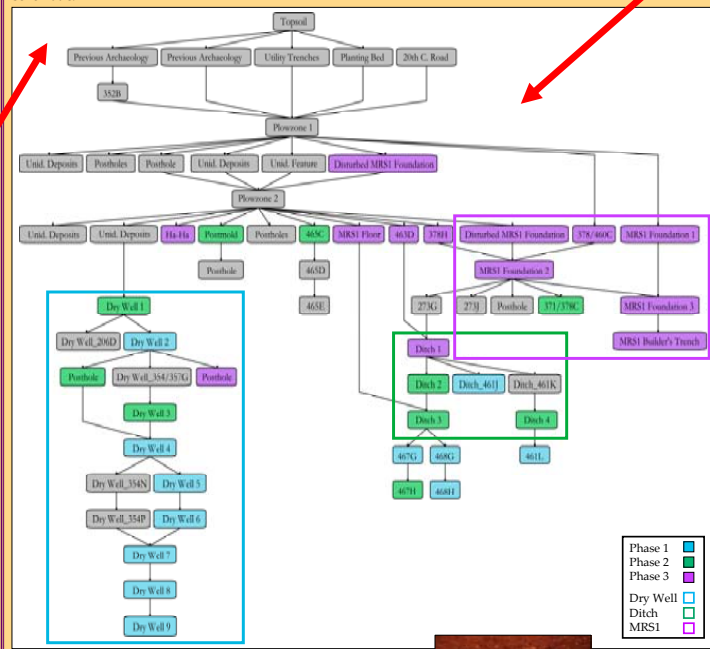 Topsoil
Previous Archaeology Previous Archaeology Utility Trenches Planting Bed 20th C. Road
352B
Plowzone 1
Unid. Deposits Postholes Posthole Unid. Deposits Unid. Feature Disturbed MRS1 Foundation
Plowzone 2
Unid. Deposits Unid. Deposits Ha-Ha Postmold Postholes 465C MRS1 Floor 463D 378H Disturbed MRS1 Foundation 378/460C MRS1 Foundation 1
Posthole 465D MRS1 Foundation 2
Dry Well 1 465E 273G 273J Posthole 371/378C MRS1 Foundation 3
Dry Well_206D Dry Well 2 Ditch 1 MRS1 Builder's Trench
Posthole Dry Well_354/357G Posthole Ditch 2 Ditch_461J Ditch_461K
Dry Well 3 Ditch 3 Ditch 4
Dry Well 4 467G 468G 461L
Dry Well_354N Dry Well 5 467H 468H
Dry Well_354P Dry Well 6
Dry Well 7
Dry Well 8
Dry Well 9
Phase 1
Phase 2
Phase 3
Dry Well
Ditch
MRS1